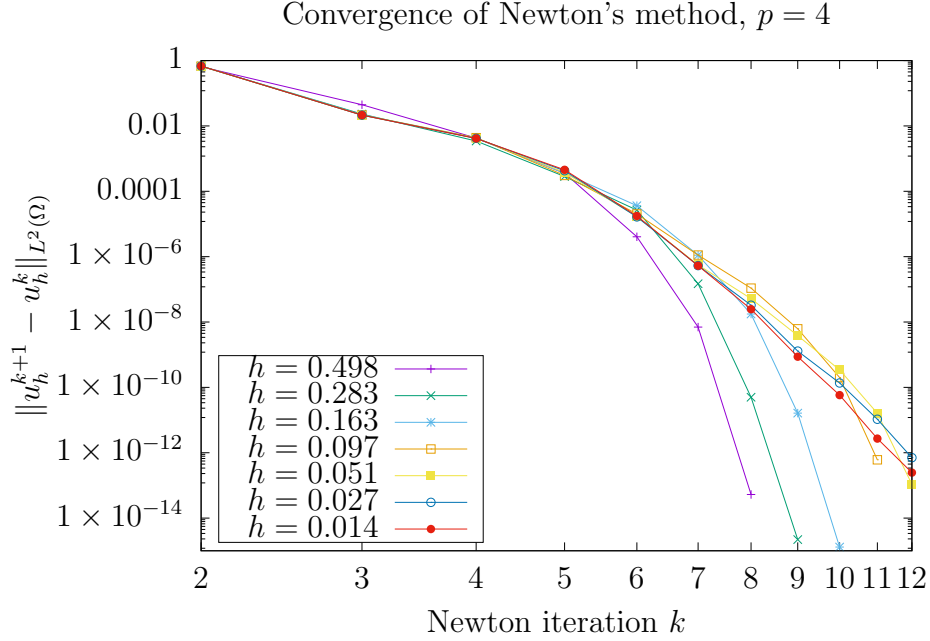 Convergence of Newton's method, p = 4
||u_h^{k+1} − u_h^k||_{L^2(Ω)}
1
0.01
0.0001
1 × 10^{−6}
1 × 10^{−8}
1 × 10^{−10}
1 × 10^{−12}
1 × 10^{−14}
h = 0.498
h = 0.283
h = 0.163
h = 0.097
h = 0.051
h = 0.027
h = 0.014
2 3 4 5 6 7 8 9 10 11 12
Newton iteration k